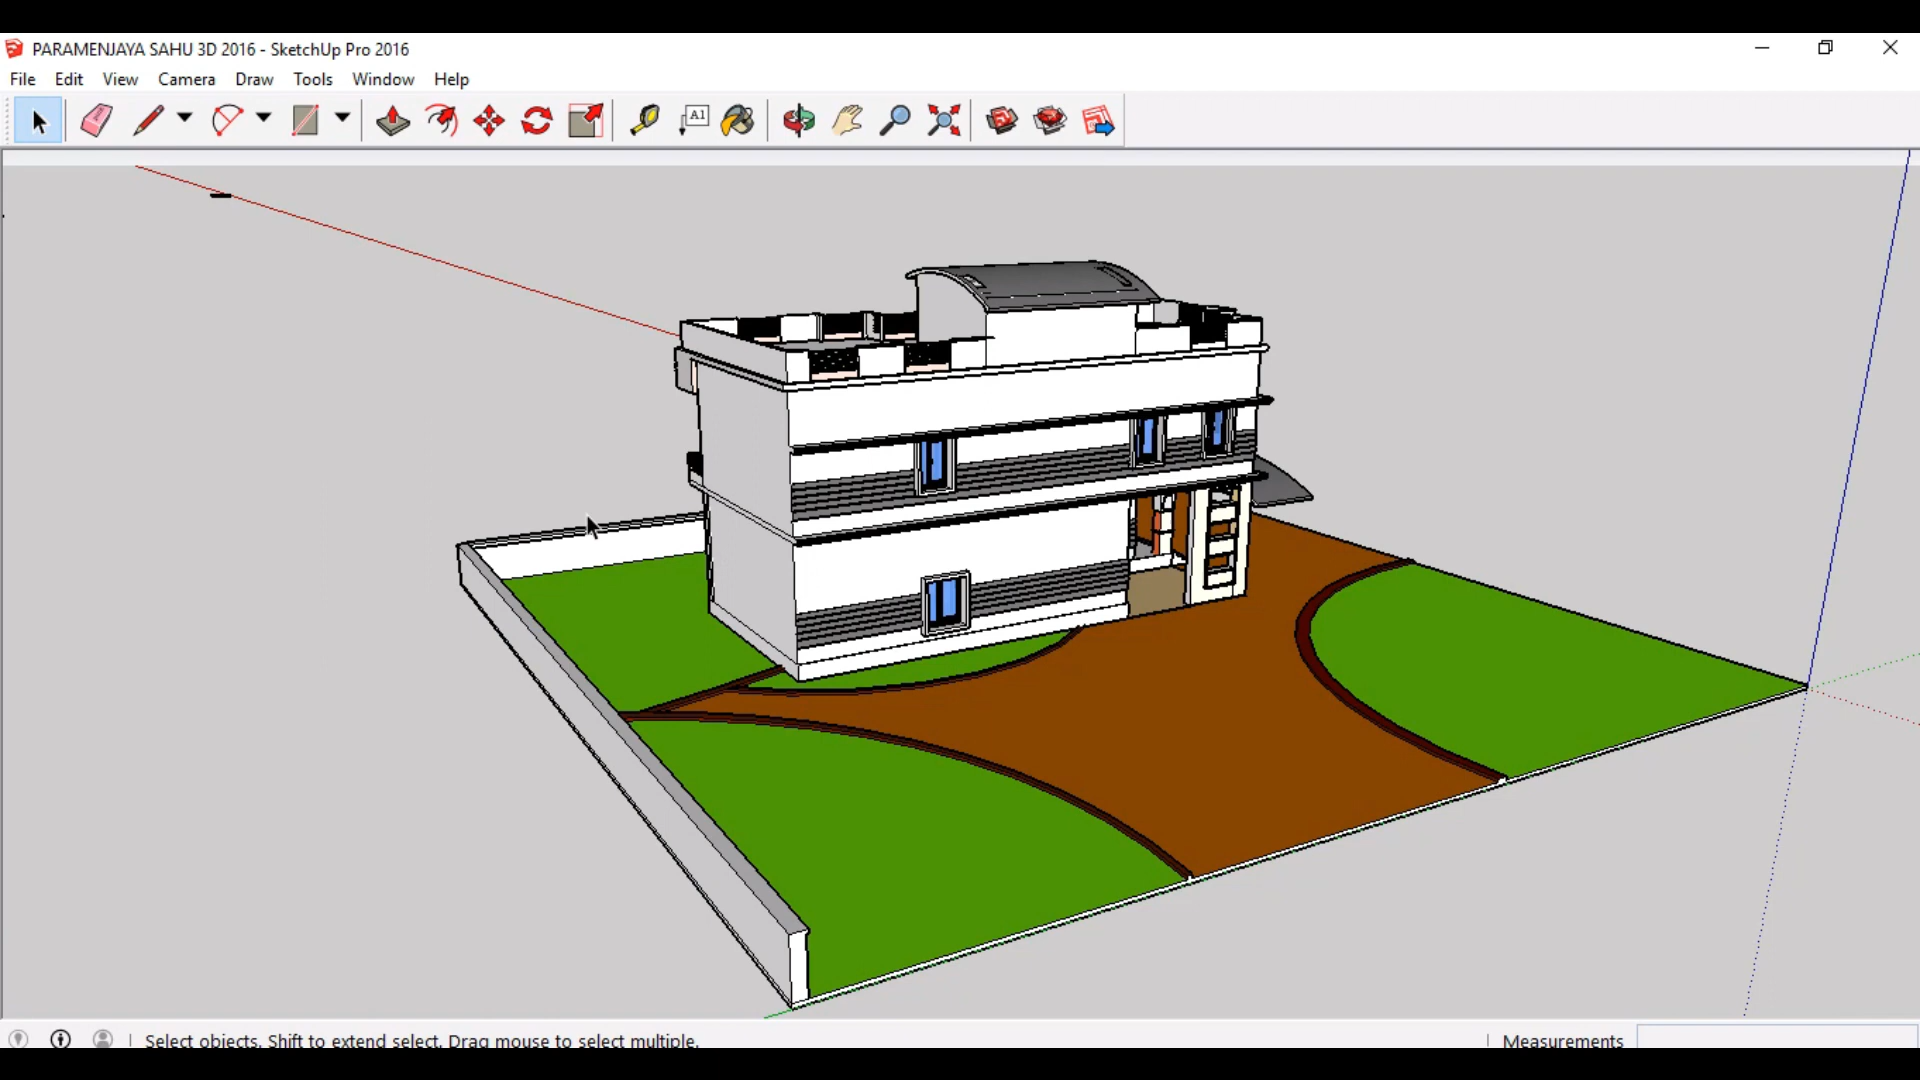 PARAMENJAYA SAHU 3D 2016 - SketchUp Pro 2016
File Edit View Camera Draw Tools Window Help
A1
Select objects. Shift to extend select. Drag mouse to select multiple.
Measurements